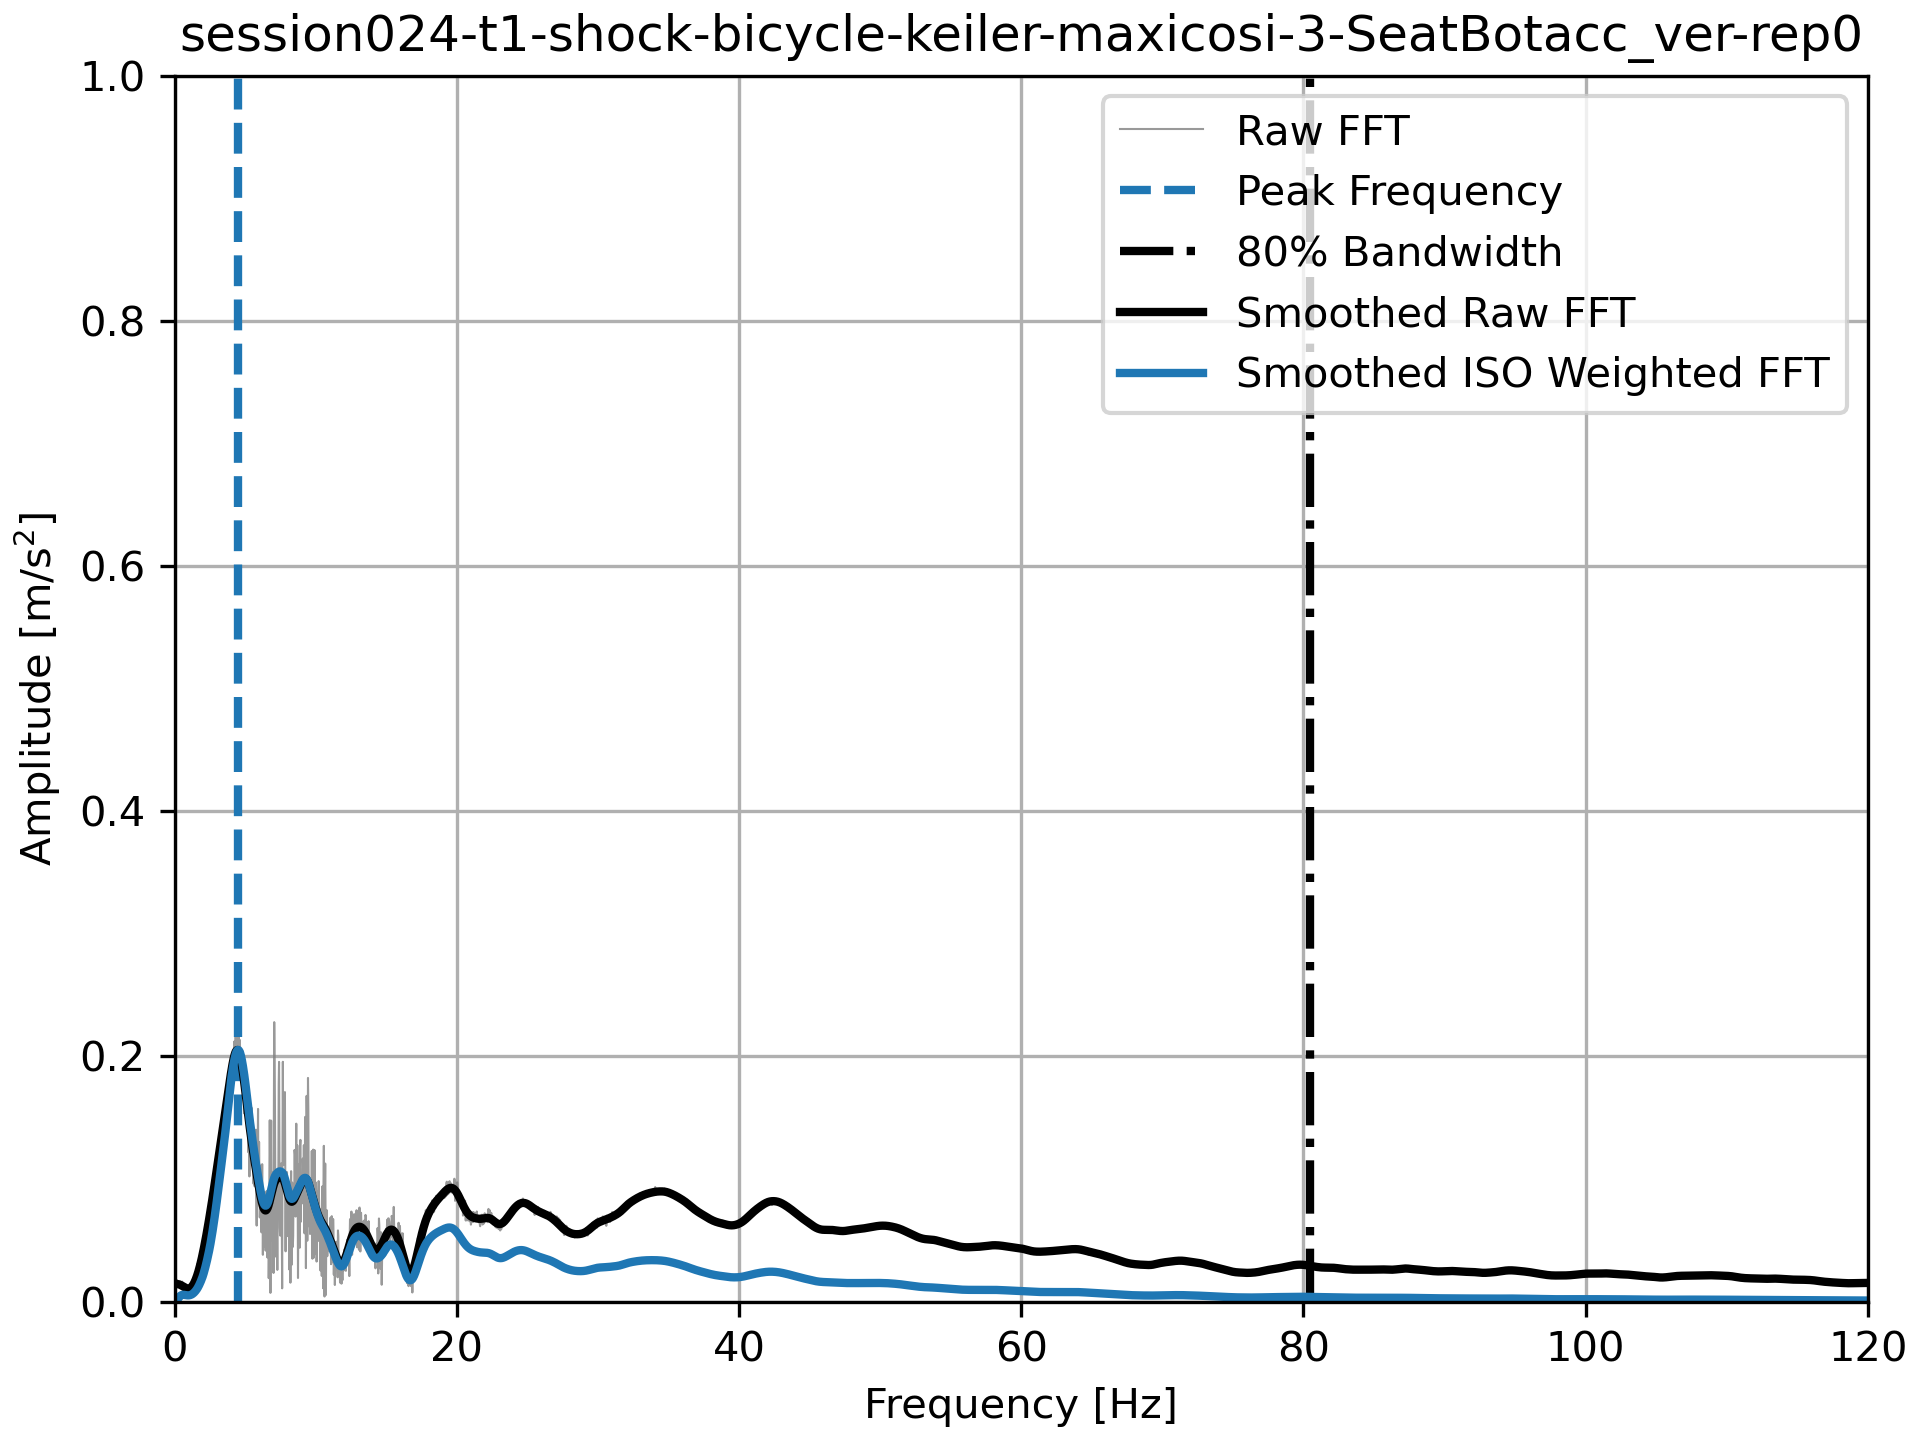 session024-t1-shock-bicycle-keiler-maxicosi-3-SeatBotacc_ver-rep0
1.0
0.8
0.6
0.4
0.2
0.0
Amplitude [m/s²]
Raw FFT
Peak Frequency
80% Bandwidth
Smoothed Raw FFT
Smoothed ISO Weighted FFT
0 20 40 60 80 100 120
Frequency [Hz]